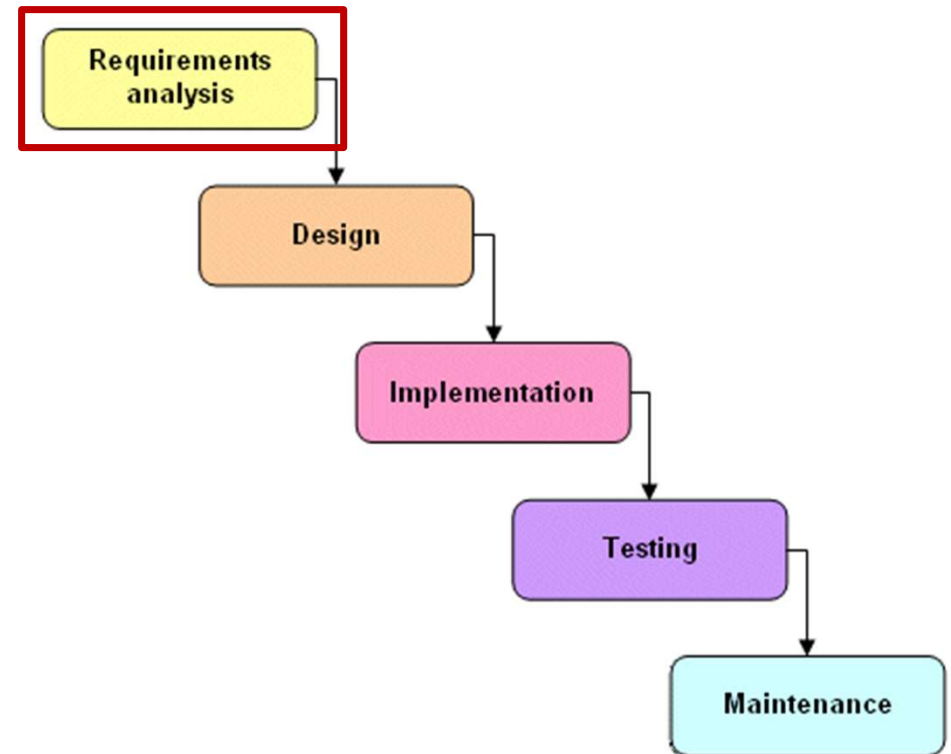 Requirements
analysis
Design
Implementation
Testing
Maintenance